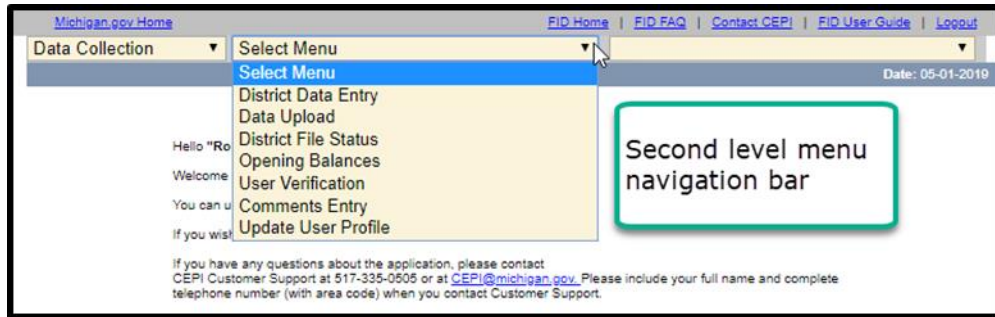 Michigan.gov Home FID Home | FID FAQ | Contact CEPI | FID User Guide | Logout
Data Collection Select Menu
Select Menu Date: 05-01-2019
District Data Entry
Data Upload
District File Status
Opening Balances
User Verification
Comments Entry
Update User Profile
Second level menu
navigation bar
Hello "Ro
Welcome
You can u
If you wish
If you have any questions about the application, please contact
CEPI Customer Support at 517-335-0505 or at CEPI@michigan.gov. Please include your full name and complete
telephone number (with area code) when you contact Customer Support.